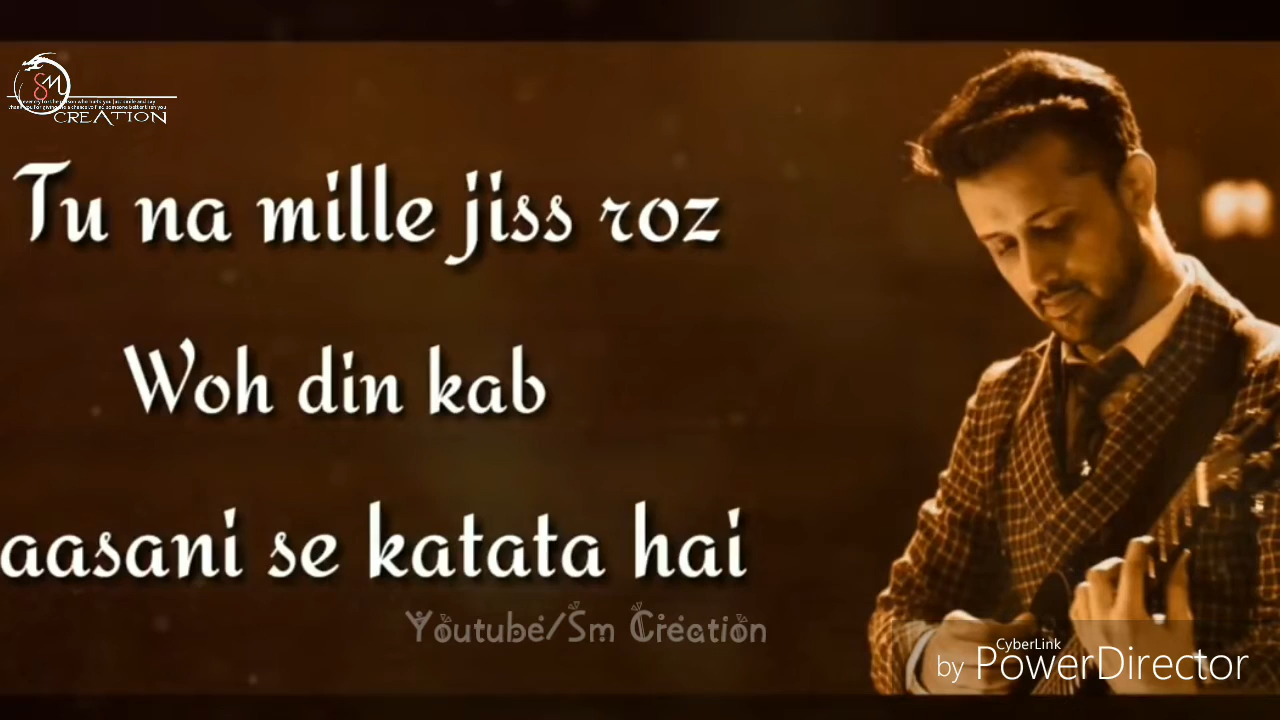 SM
CREATION
Tu na mille jiss roz
Woh din kab
aasani se katata hai
Youtube/Sm Creation
CyberLink
by PowerDirector